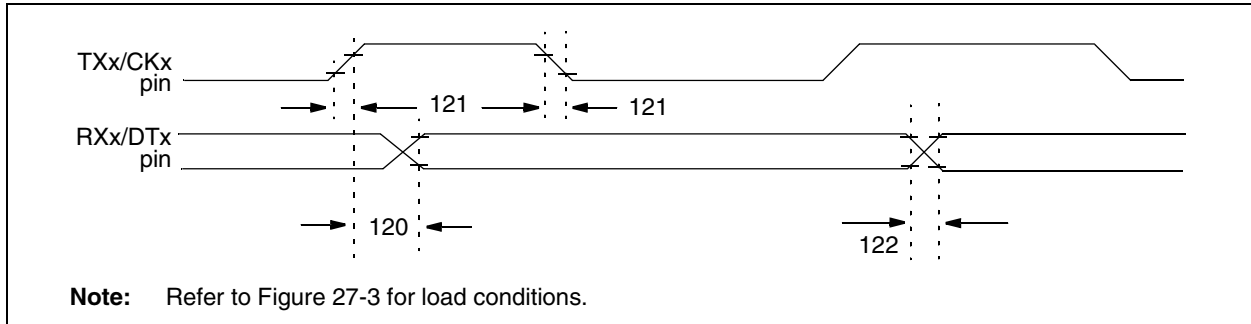 TXx/CKx
pin
121
121
RXx/DTx
pin
120
122
Note: Refer to Figure 27-3 for load conditions.